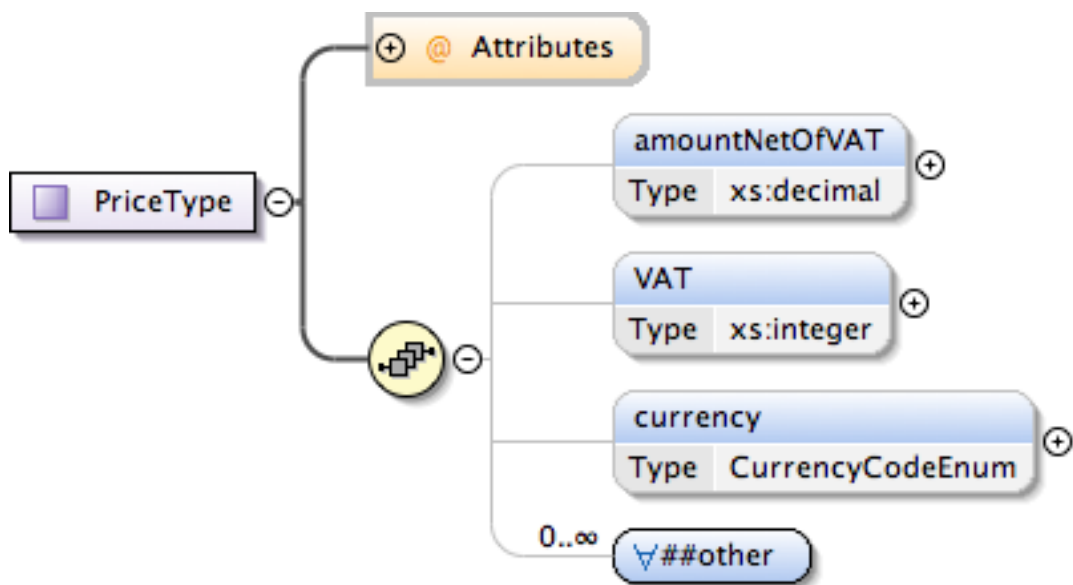 @ Attributes
PriceType
amountNetOfVAT
Type xs:decimal
VAT
Type xs:integer
currency
Type CurrencyCodeEnum
0..∞
∀##other